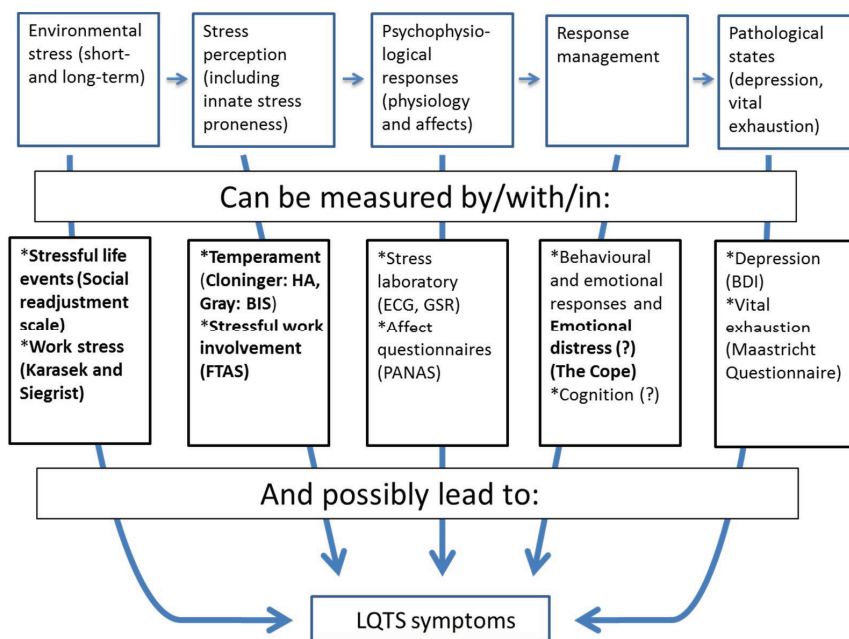 Environmental
stress (short-
and long-term)
Stress
perception
(including
innate stress
proneness)
Psychophysio-
logical
responses
(physiology
and affects)
Response
management
Pathological
states
(depression,
vital
exhaustion)
Can be measured by/with/in:
*Stressful life
events (Social
readjustment
scale)
*Work stress
(Karasek and
Siegrist)
*Temperament
(Cloninger: HA,
Gray: BIS)
*Stressful work
involvement
(FTAS)
*Stress
laboratory
(ECG, GSR)
*Affect
questionnaires
(PANAS)
*Behavioural
and emotional
responses and
Emotional
distress (?)
(The Cope)
*Cognition (?)
*Depression
(BDI)
*Vital
exhaustion
(Maastricht
Questionnaire)
And possibly lead to:
LQTS symptoms